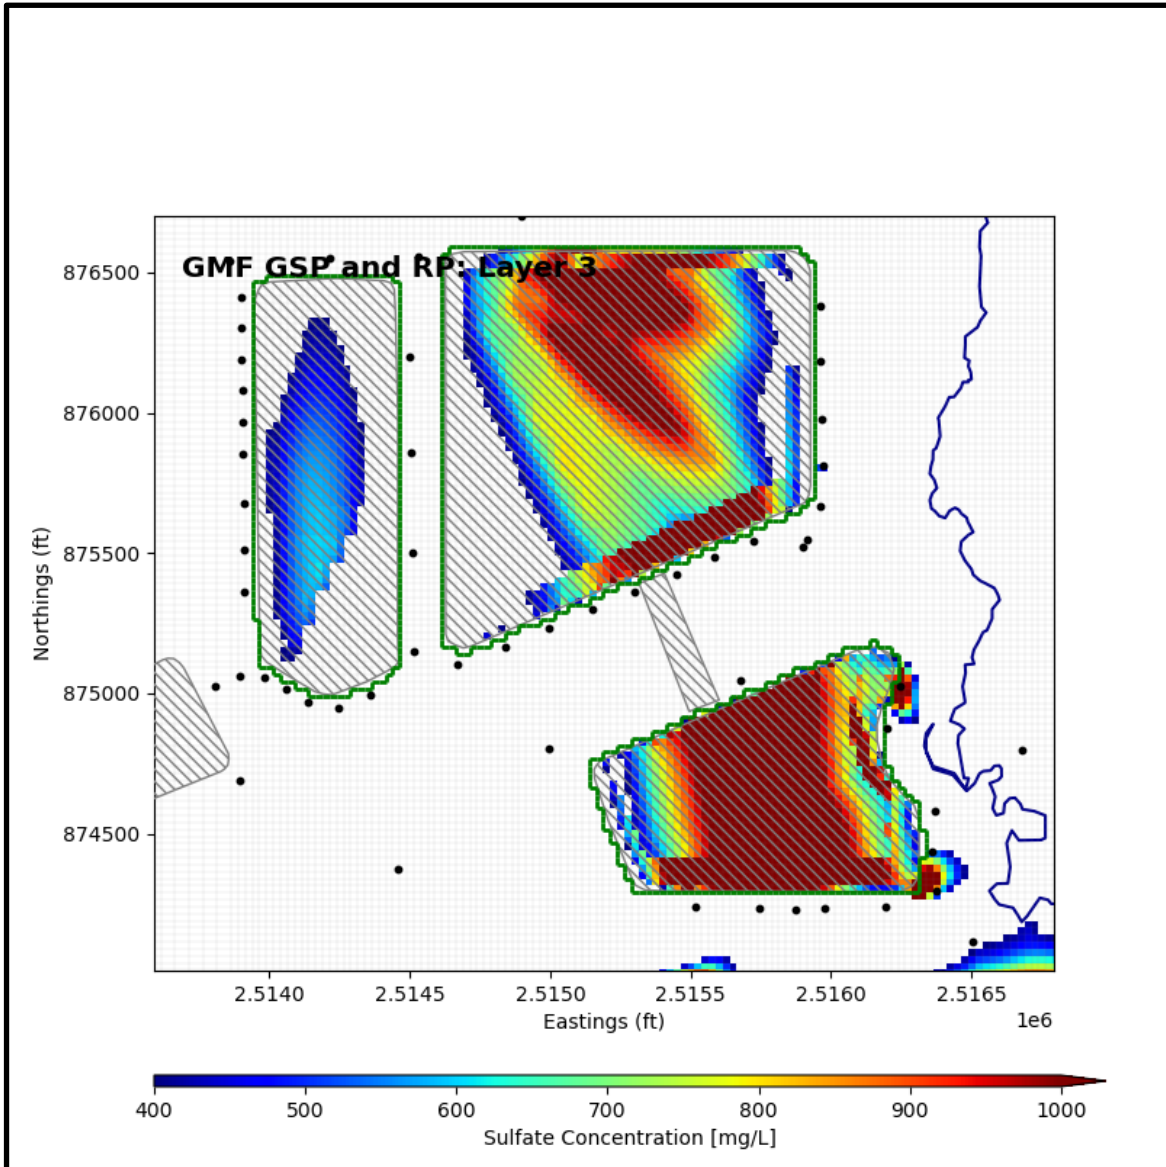 GMF GSP and RP: Layer 3
876500
876000
875500
875000
874500
Northings (ft)
2.5140 2.5145 2.5150 2.5155 2.5160 2.5165
1e6
Eastings (ft)
400 500 600 700 800 900 1000
Sulfate Concentration [mg/L]